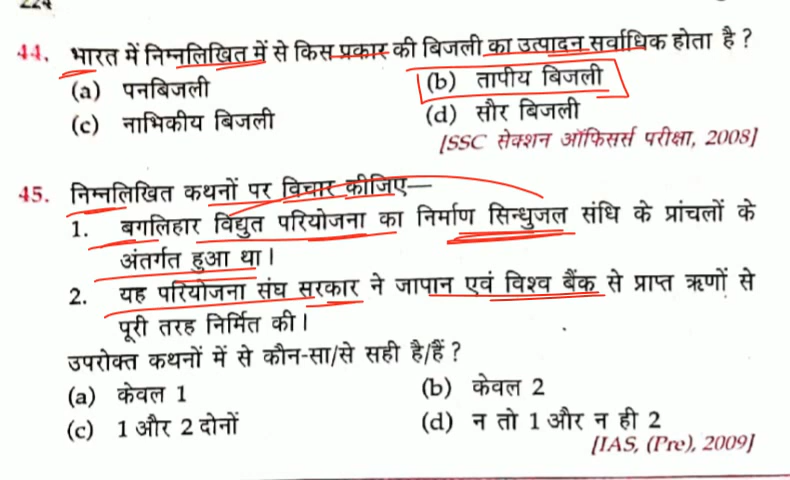 224
44. भारत में निम्नलिखित में से किस प्रकार की बिजली का उत्पादन सर्वाधिक होता है ?
(a) पनबिजली (b) तापीय बिजली
(c) नाभिकीय बिजली (d) सौर बिजली
[SSC सेक्शन ऑफिसर्स परीक्षा, 2008]
45. निम्नलिखित कथनों पर विचार कीजिए—
1. बगलिहार विद्युत परियोजना का निर्माण सिन्धुजल संधि के प्रांचलों के
अंतर्गत हुआ था।
2. यह परियोजना संघ सरकार ने जापान एवं विश्व बैंक से प्राप्त ऋणों से
पूरी तरह निर्मित की।
उपरोक्त कथनों में से कौन-सा/से सही है/हैं ?
(a) केवल 1 (b) केवल 2
(c) 1 और 2 दोनों (d) न तो 1 और न ही 2
[IAS, (Pre), 2009]